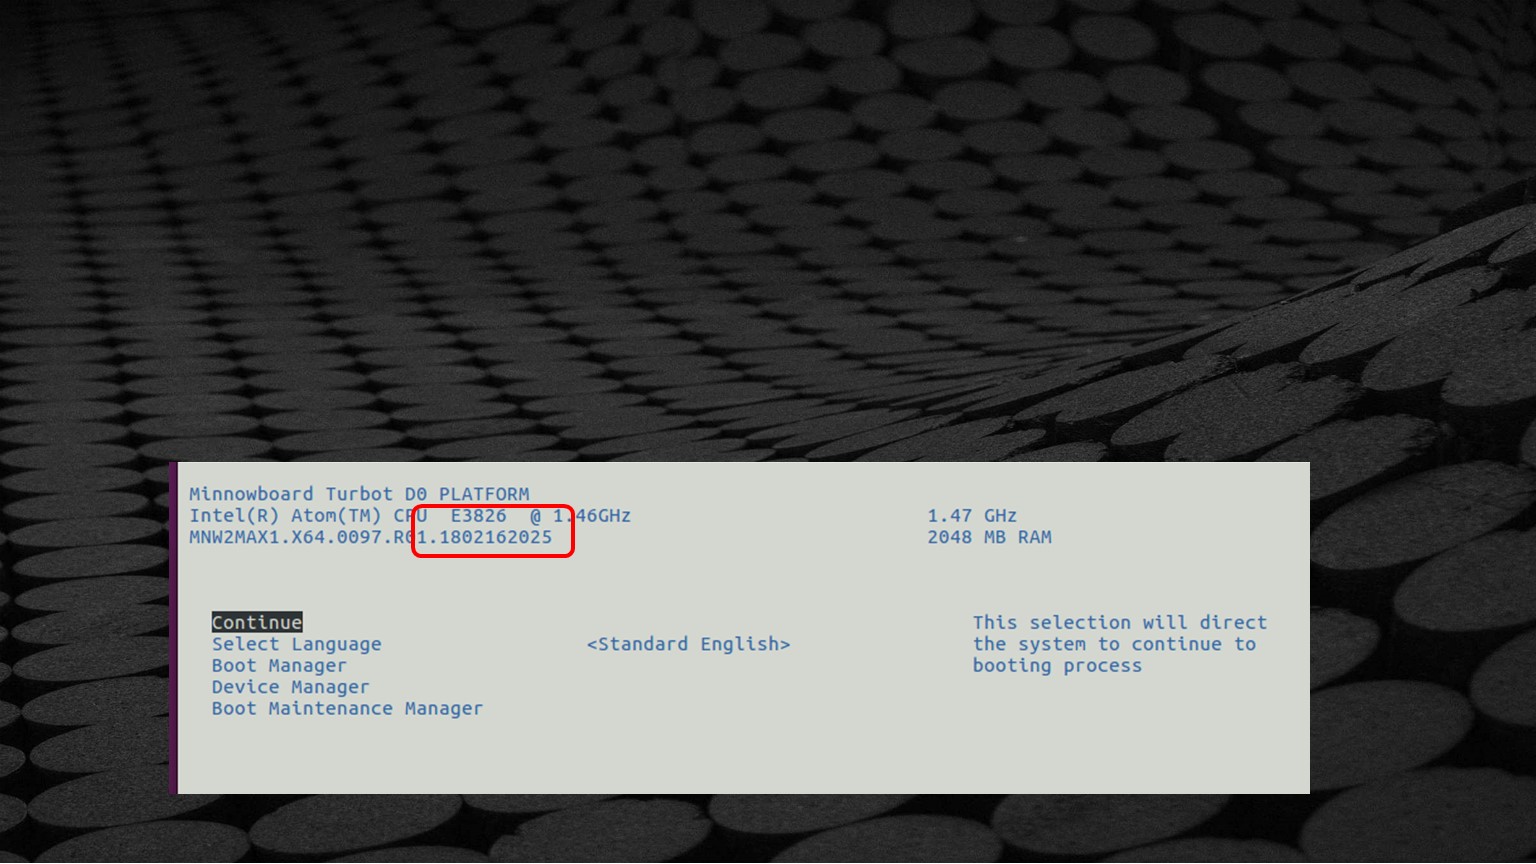 Minnowboard Turbot D0 PLATFORM
Intel(R) Atom(TM) CPU  E3826  @ 1.46GHz
1.47 GHz
MNW2MAX1.X64.0097.R01.1802162025
2048 MB RAM
Continue
This selection will direct
Select Language
<Standard English>
the system to continue to
Boot Manager
booting process
Device Manager
Boot Maintenance Manager